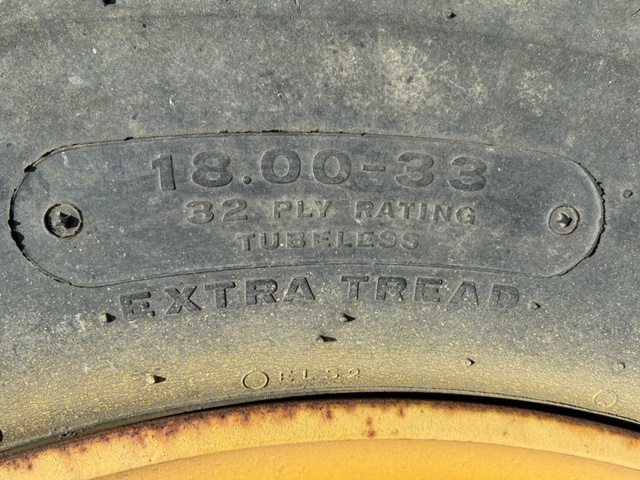 18.00-33
32 PLY RATING
TUBELESS
EXTRA TREAD